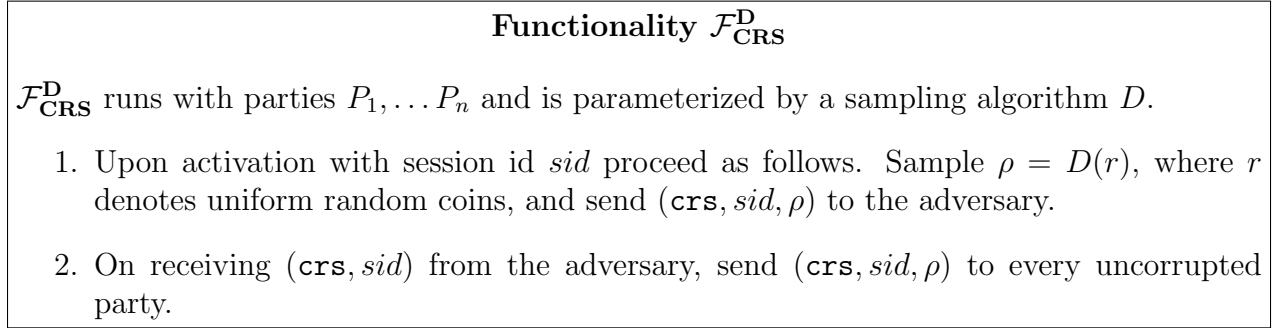 Functionality $\mathcal{F}_{\mathbf{CRS}}^{\mathbf{D}}$
$\mathcal{F}_{\mathbf{CRS}}^{\mathbf{D}}$ runs with parties $P_1, \ldots P_n$ and is parameterized by a sampling algorithm $D$.
1. Upon activation with session id $sid$ proceed as follows. Sample $\rho = D(r)$, where $r$
denotes uniform random coins, and send $(\mathtt{crs}, sid, \rho)$ to the adversary.
2. On receiving $(\mathtt{crs}, sid)$ from the adversary, send $(\mathtt{crs}, sid, \rho)$ to every uncorrupted
party.